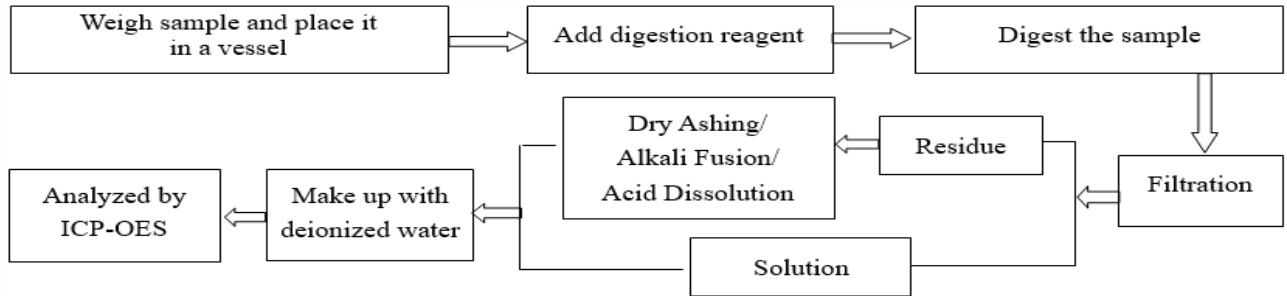 Weigh sample and place it
in a vessel
Add digestion reagent
Digest the sample
Filtration
Residue
Dry Ashing/
Alkali Fusion/
Acid Dissolution
Solution
Make up with
deionized water
Analyzed by
ICP-OES